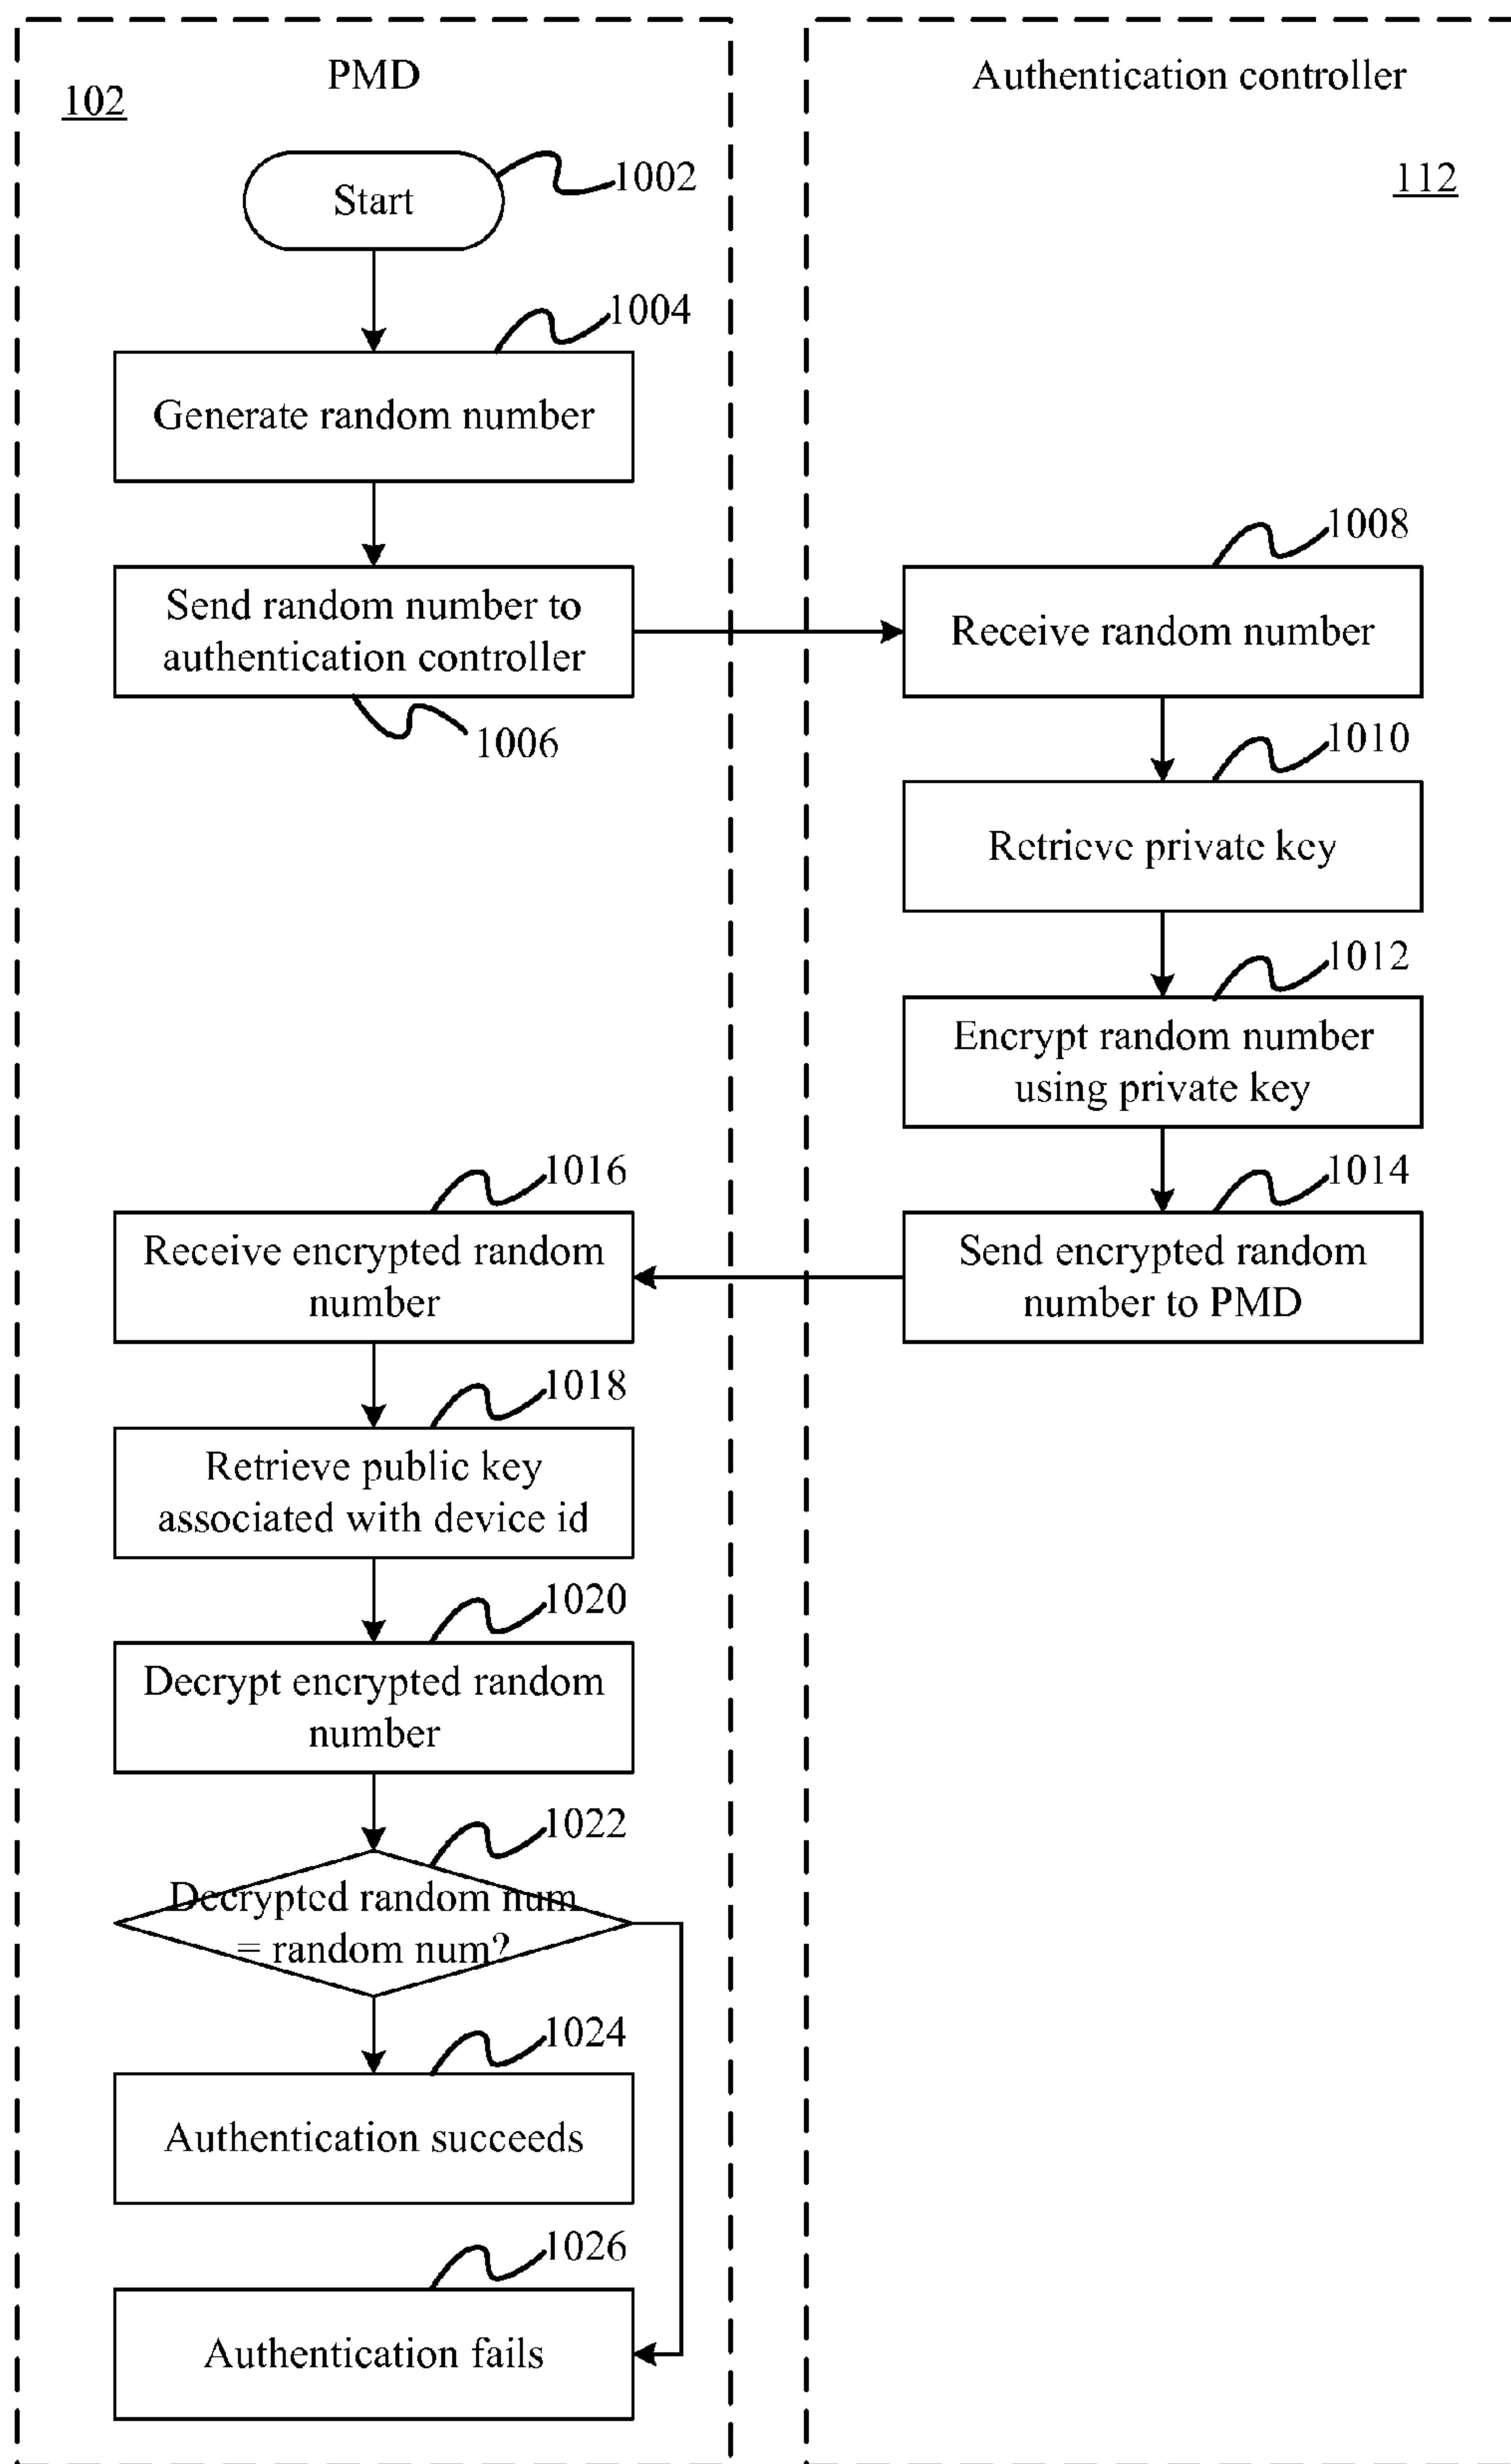 PMD
102
Start
1002
1004
Generate random number
Send random number to
authentication controller
1006
Authentication controller
112
1008
Receive random number
1010
Retrieve private key
1012
Encrypt random number
using private key
1014
Send encrypted random
number to PMD
1016
Receive encrypted random
number
1018
Retrieve public key
associated with device id
1020
Decrypt encrypted random
number
1022
Decrypted random num
= random num?
1024
Authentication succeeds
1026
Authentication fails